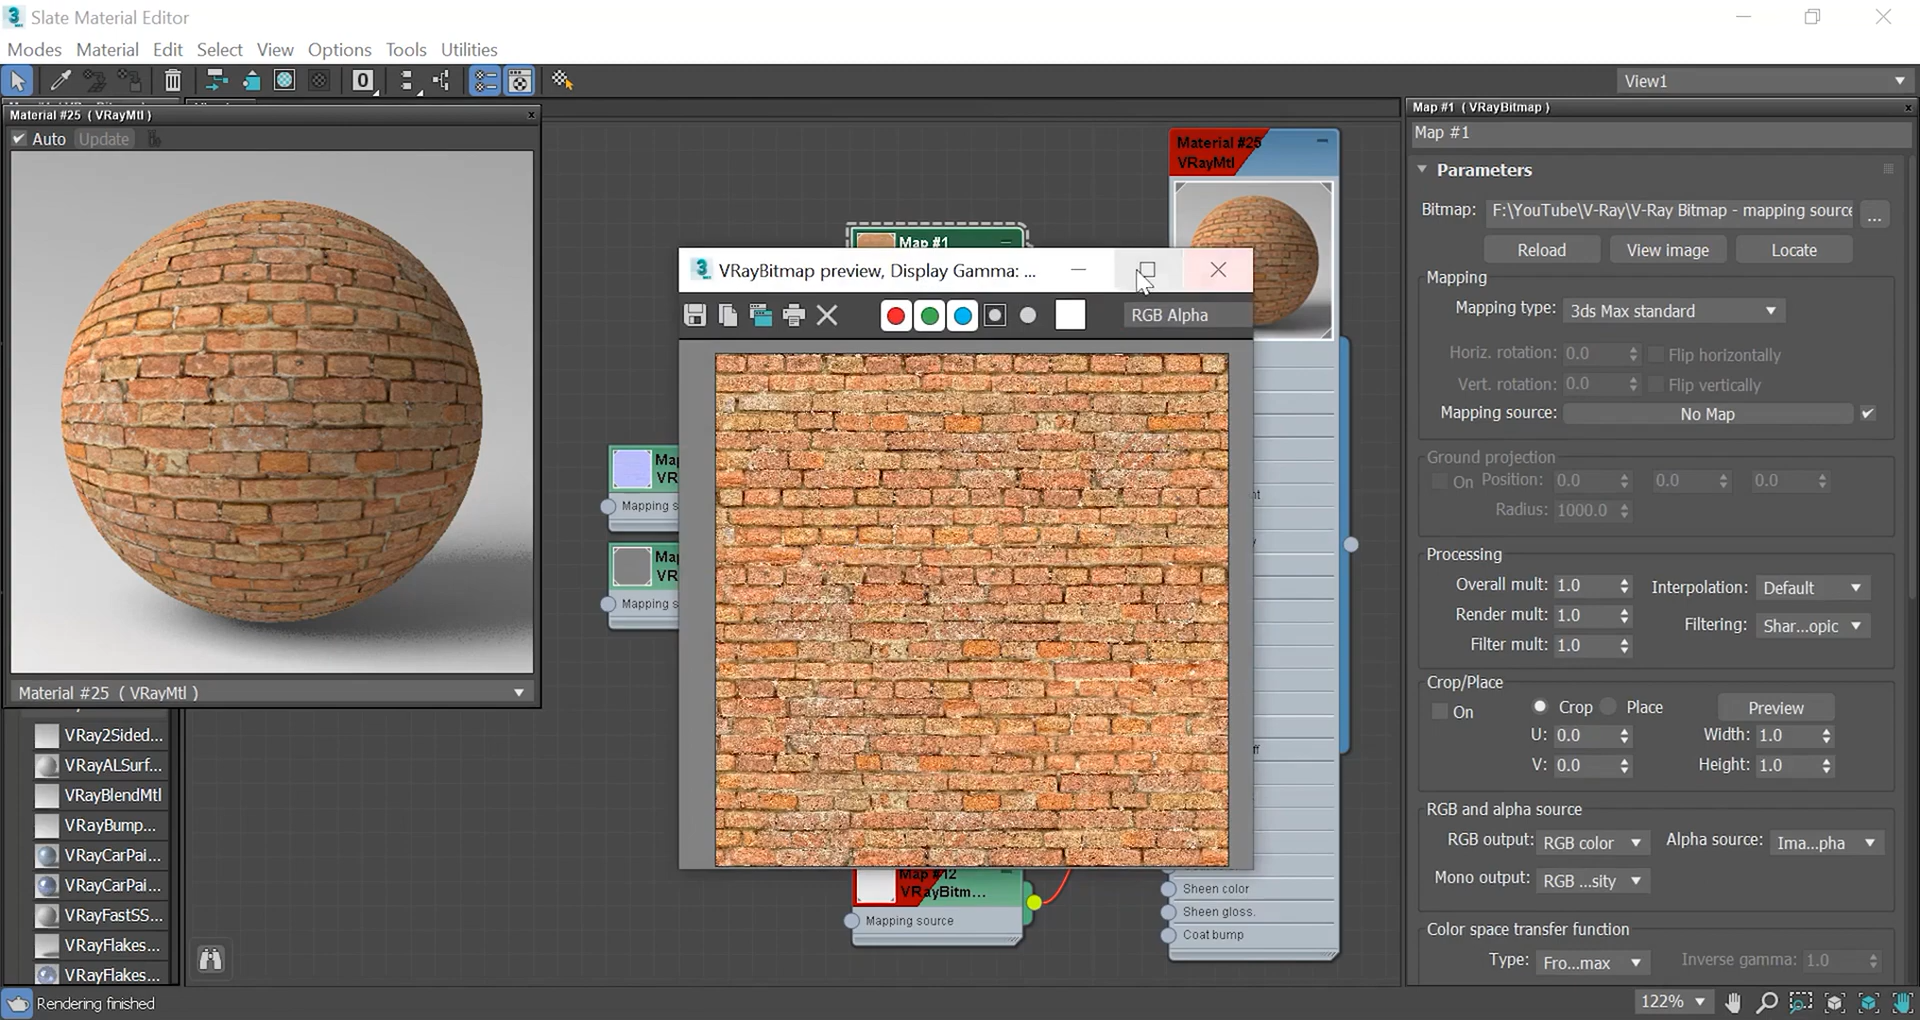 Slate Material Editor
Modes Material Edit Select View Options Tools Utilities
0
View1
Material #25 ( VRayMtl )
Auto Update
Material #25 ( VRayMtl )
VRay2Sided...
VRayALSurf...
VRayBlendMtl
VRayBump...
VRayCarPai...
VRayCarPai...
VRayFastSS...
VRayFlakes...
VRayFlakes...
Rendering finished
Map #1
VRayBitmap preview, Display Gamma: ...
RGB Alpha
Mapping s
Mapping s
Map #12
VRayBitm...
Mapping source
Material #25
VRayMtl
Sheen color
Sheen gloss.
Coat bump
Map #1 ( VRayBitmap )
Map #1
Parameters
Bitmap: F:\YouTube\V-Ray\V-Ray Bitmap - mapping source ...
Reload View image Locate
Mapping
Mapping type: 3ds Max standard
Horiz. rotation: 0.0 Flip horizontally
Vert. rotation: 0.0 Flip vertically
Mapping source: No Map
Ground projection
On Position: 0.0 0.0 0.0
Radius: 1000.0
Processing
Overall mult: 1.0 Interpolation: Default
Render mult: 1.0
Filtering: Shar...opic
Filter mult: 1.0
Crop/Place
On Crop Place Preview
U: 0.0 Width: 1.0
V: 0.0 Height: 1.0
RGB and alpha source
RGB output: RGB color Alpha source: Ima...pha
Mono output: RGB ...sity
Color space transfer function
Type: Fro...max Inverse gamma: 1.0
122%